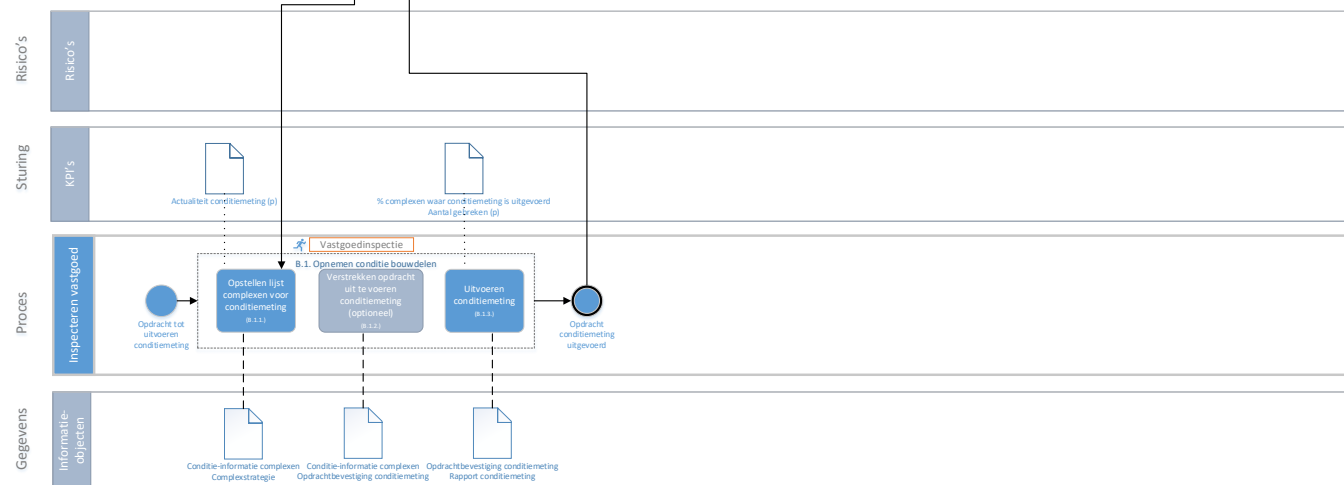 Risico's
Risico's
Sturing
KPI's
Actualiteit conditiemeting (p)
% complexen waar conditiemeting is uitgevoerd
Aantal gebreken (p)
Proces
Inspecteren vastgoed
Vastgoedinspectie
B.1. Opnemen conditie bouwdelen
Opdracht tot
uitvoeren
conditiemeting
Opstellen lijst
complexen voor
conditiemeting
(B.1.1.)
Verstrekken opdracht
uit te voeren
conditiemeting
(optioneel)
(B.1.2.)
Uitvoeren
conditiemeting
(B.1.3.)
Opdracht
conditiemeting
uitgevoerd
Gegevens
Informatie-
objecten
Conditie-informatie complexen
Complexstrategie
Conditie-informatie complexen
Opdrachtbevestiging conditiemeting
Opdrachtbevestiging conditiemeting
Rapport conditiemeting